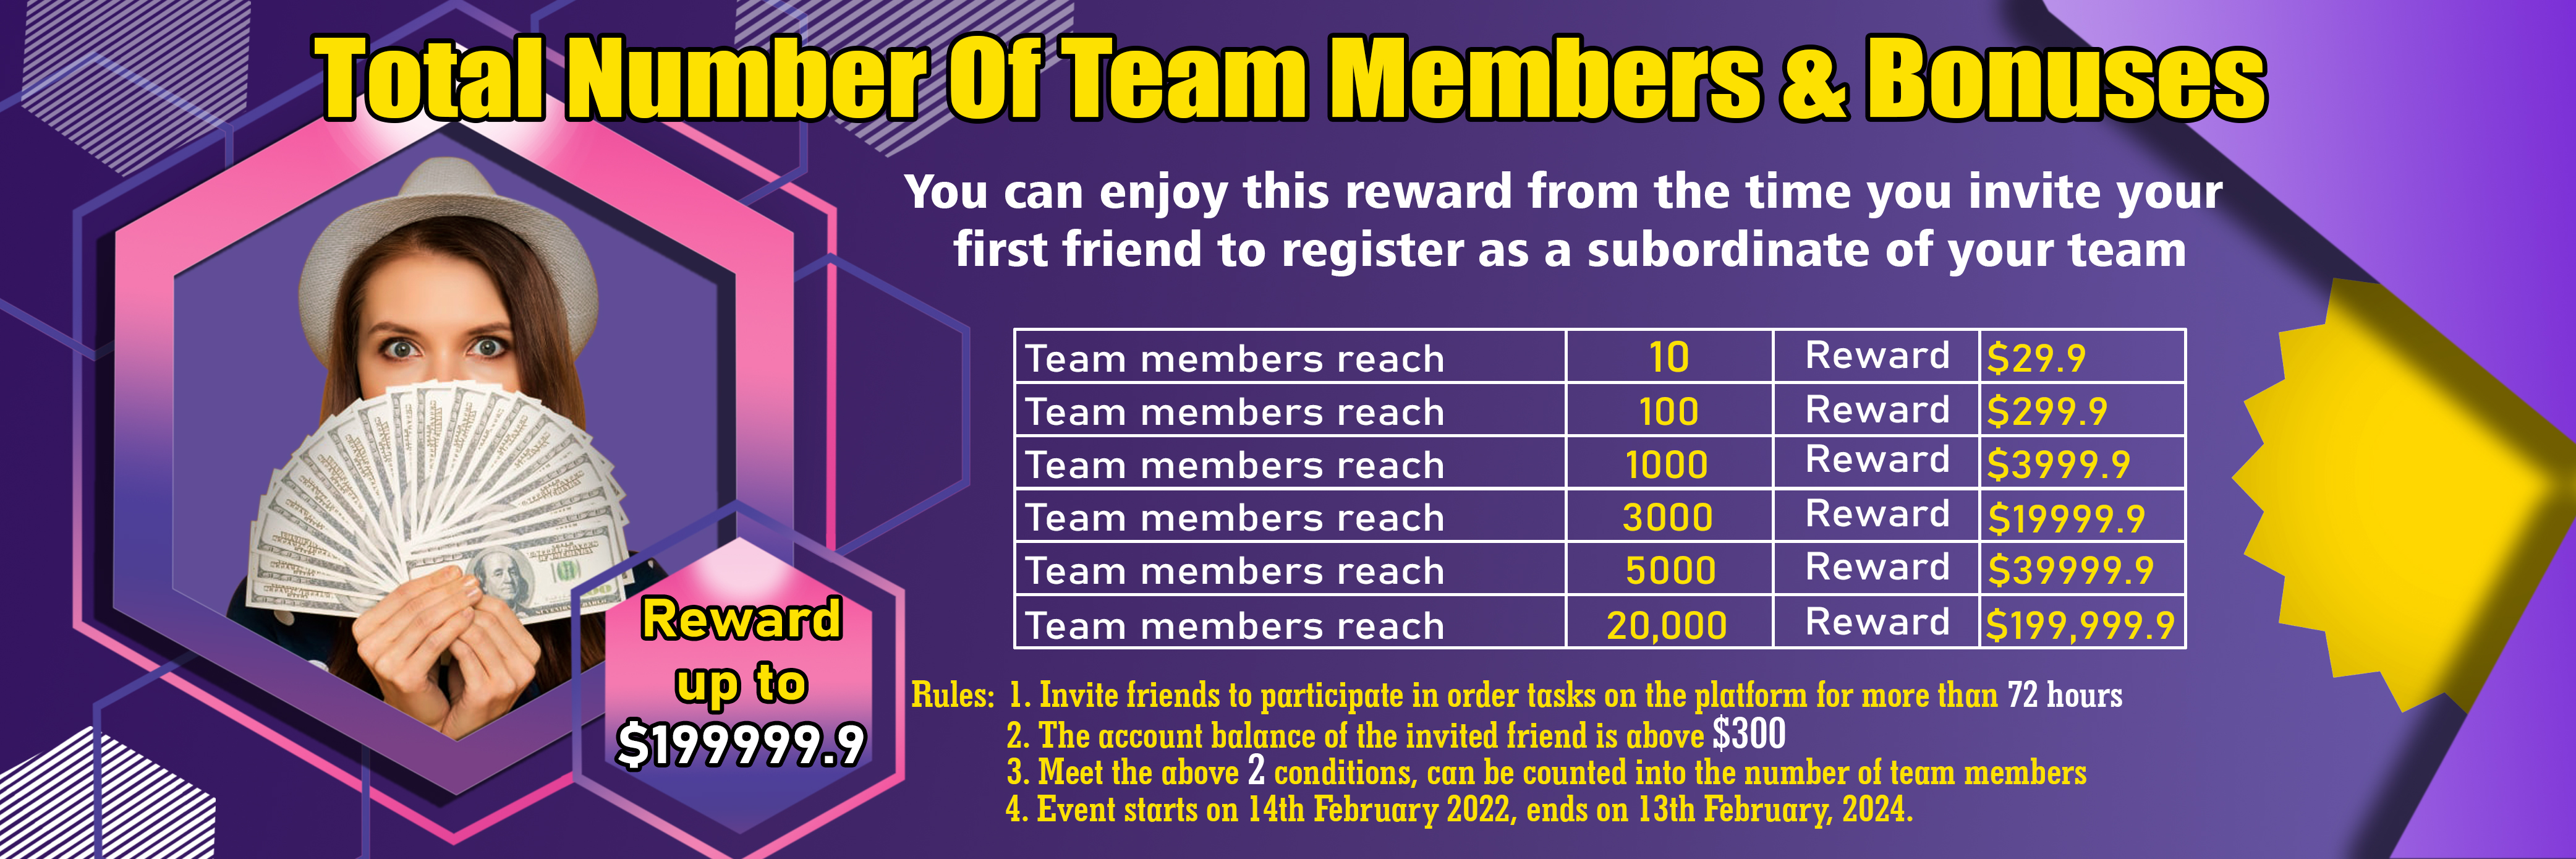 Total Number Of Team Members & Bonuses
You can enjoy this reward from the time you invite your
first friend to register as a subordinate of your team
Team members reach 10 Reward $29.9
Team members reach 100 Reward $299.9
Team members reach 1000 Reward $3999.9
Team members reach 3000 Reward $19999.9
Team members reach 5000 Reward $39999.9
Team members reach 20,000 Reward $199,999.9
Reward
up to
$199999.9
Rules: 1. Invite friends to participate in order tasks on the platform for more than 72 hours
2. The account balance of the invited friend is above $300
3. Meet the above 2 conditions, can be counted into the number of team members
4. Event starts on 14th February 2022, ends on 13th February, 2024.